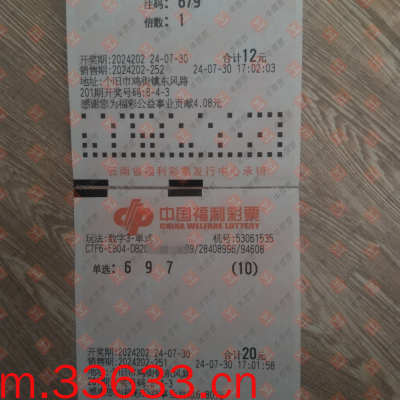 注码: 679
倍数: 1
开奖期:2024202 24-07-30 合计12元
销售期:2024202-252 24-07-30 17:02:03
地址:个旧市鸡街镇东风路
201期开奖号码:8-4-3
感谢您为福彩公益事业贡献4.08元
云南省福利彩票发行中心承销
中国福利彩票
CHINA WELFARE LOTTERY
玩法:数字3-单式 机号:53061535
单选: 6 9 7 (10)
开奖期:2024202 24-07-30 合计20元
销售期:2024202-251 24-07-30 17:01:58
m.33633.cn